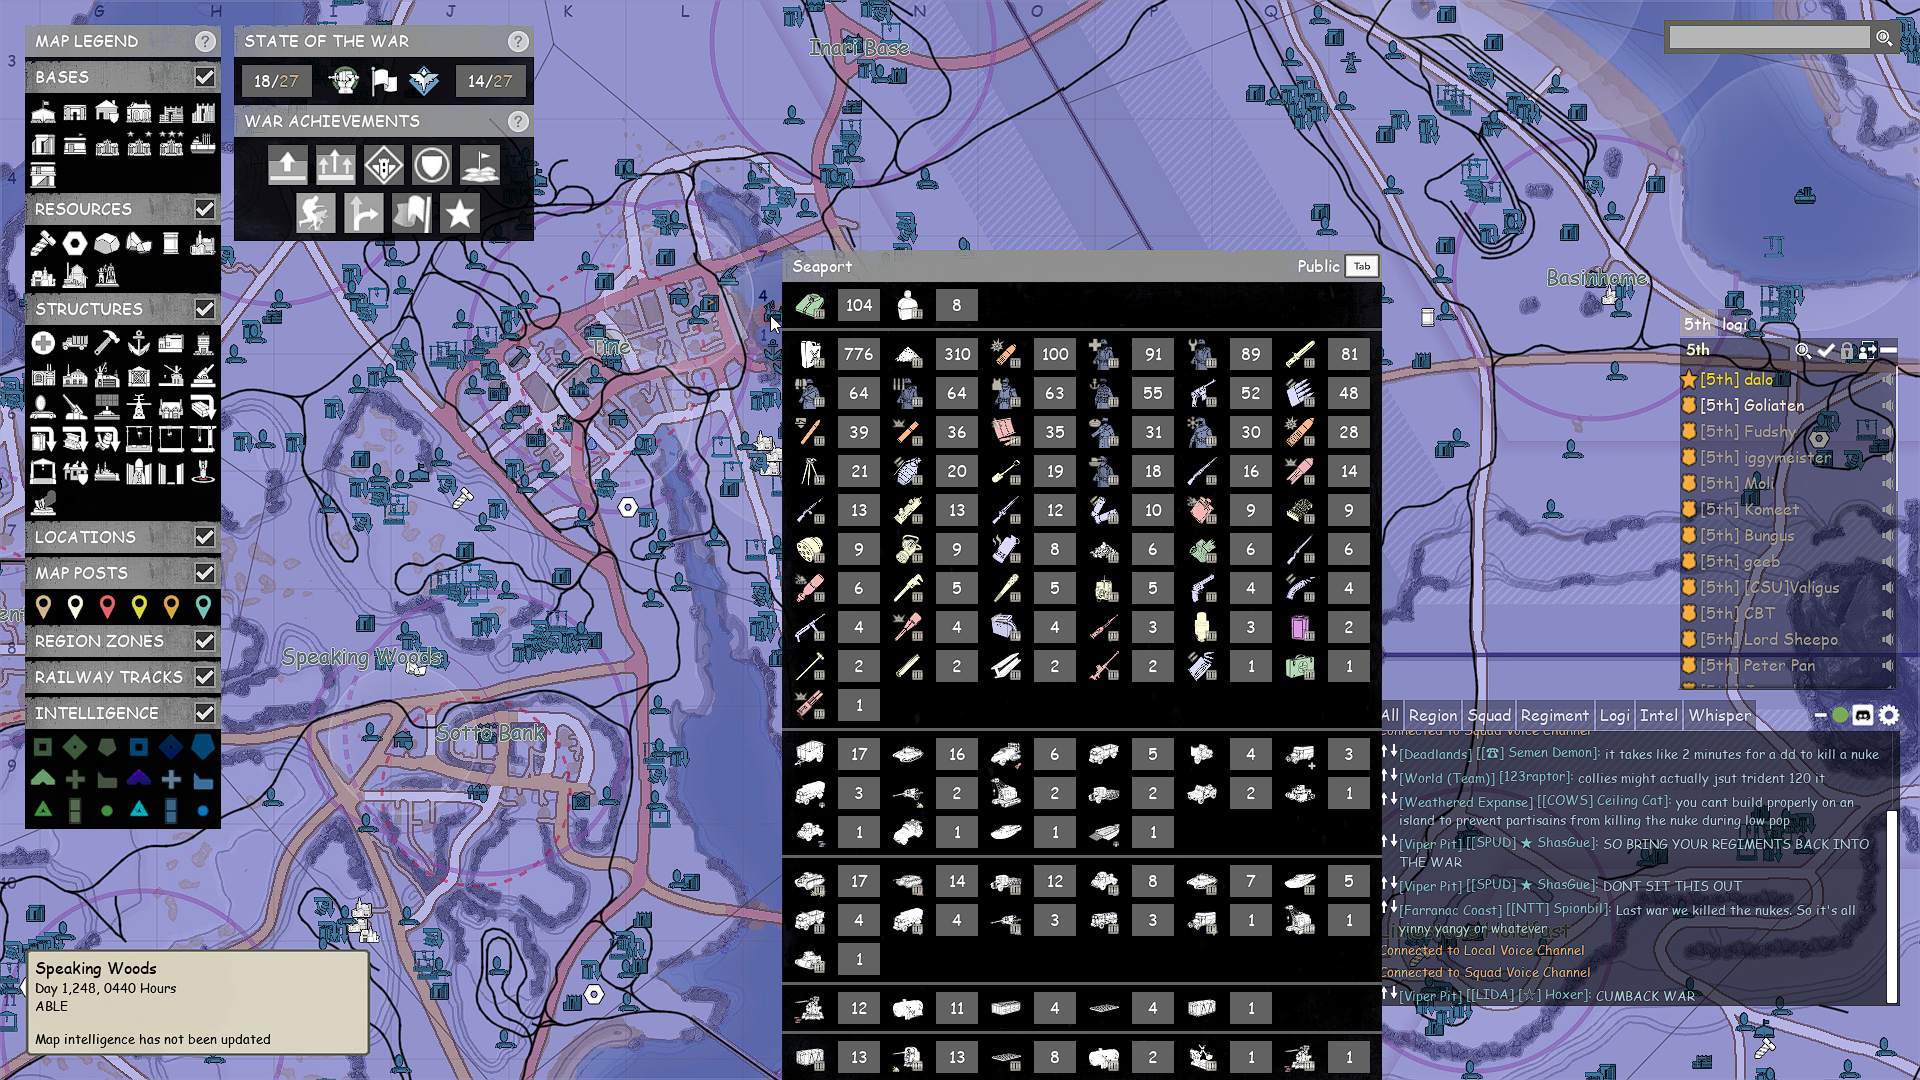 G H I J K L N O P Q
3
4
7
8
9
10
11
MAP LEGEND ?
BASES
RESOURCES
STRUCTURES
LOCATIONS
MAP POSTS
REGION ZONES
RAILWAY TRACKS
INTELLIGENCE
STATE OF THE WAR ?
18/27 14/27
WAR ACHIEVEMENTS ?
Inari Base
Tine
Speaking Woods
Sotto Bank
Basinhome
Seaport Public Tab
104 8
776 310 100 91 89 81
64 64 63 55 52 48
39 36 35 31 30 28
21 20 19 18 16 14
13 13 12 10 9 9
9 9 8 6 6 6
6 5 5 5 4 4
4 4 4 3 3 2
2 2 2 2 1 1
1
17 16 6 5 4 3
3 2 2 2 2 1
1 1 1 1
17 14 12 8 7 5
4 4 3 3 1 1
1
12 11 4 4 1
13 13 8 2 1 1
5th logi
5th
[5th] dalo
[5th] Goliaten
[5th] Fudshy
[5th] iggymeister
[5th] Moli
[5th] Komeet
[5th] Bungus
[5th] geeb
[5th] [CSU]Valigus
[5th] CBT
[5th] Lord Sheepo
[5th] Peter Pan
All Region Squad Regiment Logi Intel Whisper
Connected to Squad Voice Channel
[Deadlands] [[☎] Semen Demon]: it takes like 2 minutes for a dd to kill a nuke
[World (Team)] [123raptor]: collies might actually jsut trident 120 it
[Weathered Expanse] [[COWS] Ceiling Cat]: you cant build properly on an
island to prevent partisans from killing the nuke during low pop
[Viper Pit] [[SPUD] ★ ShasGue]: SO BRING YOUR REGIMENTS BACK INTO
THE WAR
[Viper Pit] [[SPUD] ★ ShasGue]: DONT SIT THIS OUT
[Farranac Coast] [[NTT] Spionbil]: Last war we killed the nukes. So it's all
yinny yangy or whatever
Connected to Local Voice Channel
Connected to Squad Voice Channel
[Viper Pit] [[LIDA] [☆] Hoxer]: CUMBACK WAR
Speaking Woods
Day 1,248, 0440 Hours
ABLE
Map intelligence has not been updated